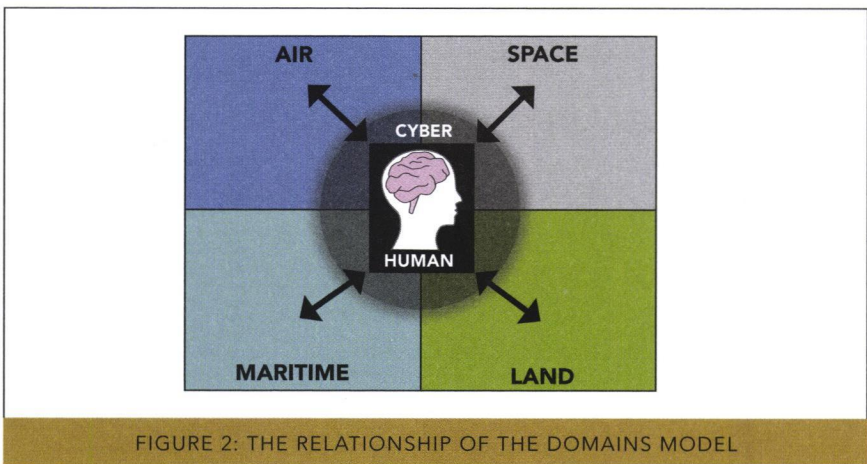 AIR
SPACE
CYBER
HUMAN
MARITIME
LAND
FIGURE 2: THE RELATIONSHIP OF THE DOMAINS MODEL